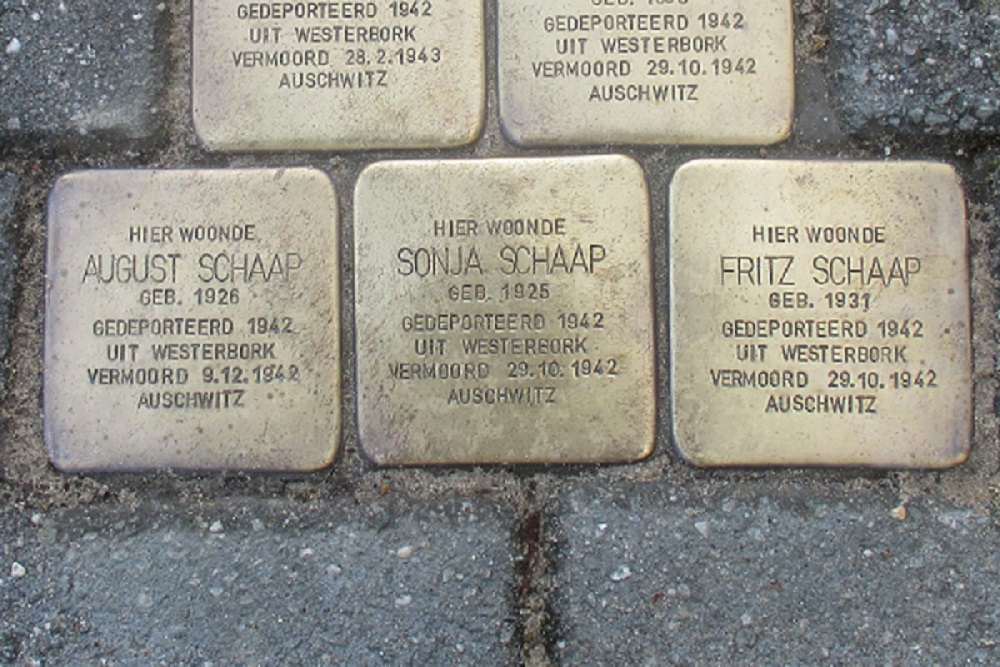 GEDEPORTEERD 1942
UIT WESTERBORK
VERMOORD 28.2.1943
AUSCHWITZ
GEB.
GEDEPORTEERD 1942
UIT WESTERBORK
VERMOORD 29.10.1942
AUSCHWITZ
HIER WOONDE
AUGUST SCHAAP
GEB. 1926
GEDEPORTEERD 1942
UIT WESTERBORK
VERMOORD 9.12.1942
AUSCHWITZ
HIER WOONDE
SONJA SCHAAP
GEB. 1925
GEDEPORTEERD 1942
UIT WESTERBORK
VERMOORD 29.10.1942
AUSCHWITZ
HIER WOONDE
FRITZ SCHAAP
GEB. 1931
GEDEPORTEERD 1942
UIT WESTERBORK
VERMOORD 29.10.1942
AUSCHWITZ